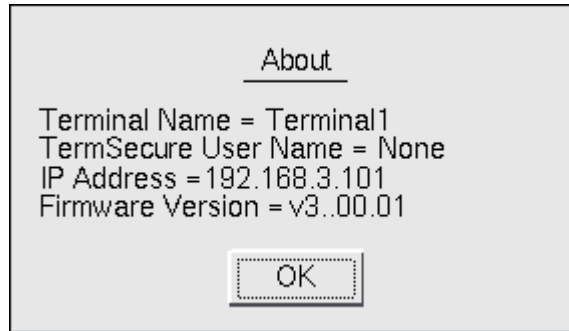 About
Terminal Name = Terminal1
TermSecure User Name = None
IP Address =192.168.3.101
Firmware Version = v3..00.01
OK